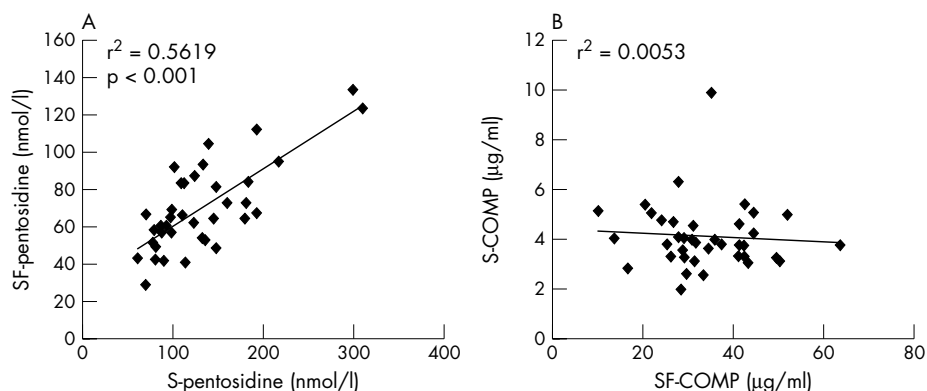 A
160
140
120
100
80
60
40
20
0
r² = 0.5619
p < 0.001
SF-pentosidine (nmol/l)
0
100
200
300
400
S-pentosidine (nmol/l)
B
12
10
8
6
4
2
0
r² = 0.0053
S-COMP (μg/ml)
0
20
40
60
80
SF-COMP (μg/ml)